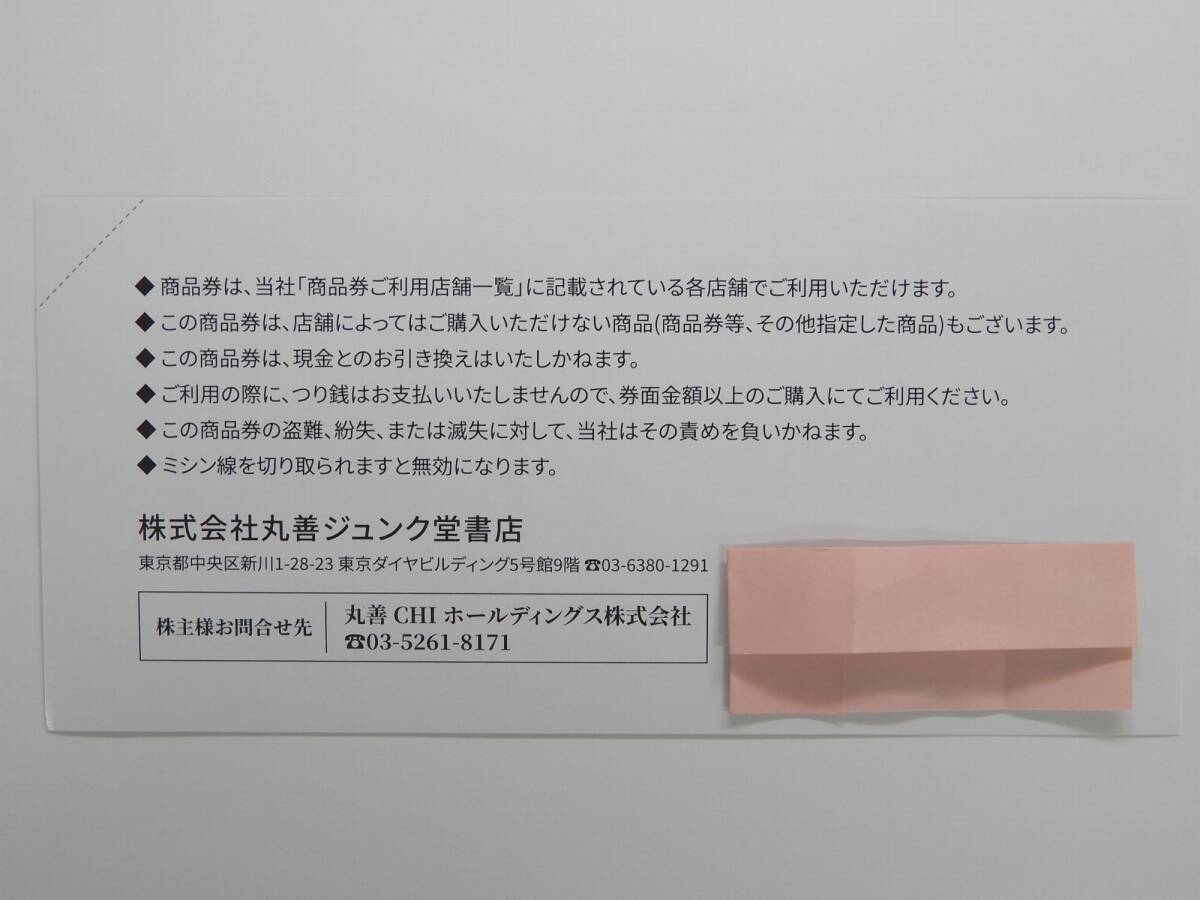 ◆ 商品券は、当社「商品券ご利用店舗一覧」に記載されている各店舗でご利用いただけます。
◆ この商品券は、店舗によってはご購入いただけない商品(商品券等、その他指定した商品)もございます。
◆ この商品券は、現金とのお引き換えはいたしかねます。
◆ ご利用の際に、つり銭はお支払いいたしませんので、券面金額以上のご購入にてご利用ください。
◆ この商品券の盗難、紛失、または滅失に対して、当社はその責めを負いかねます。
◆ ミシン線を切り取られますと無効になります。
株式会社丸善ジュンク堂書店
東京都中央区新川1-28-23 東京ダイヤビルディング5号館9階 ☎03-6380-1291
株主様お問合せ先
丸善 CHI ホールディングス株式会社
☎03-5261-8171